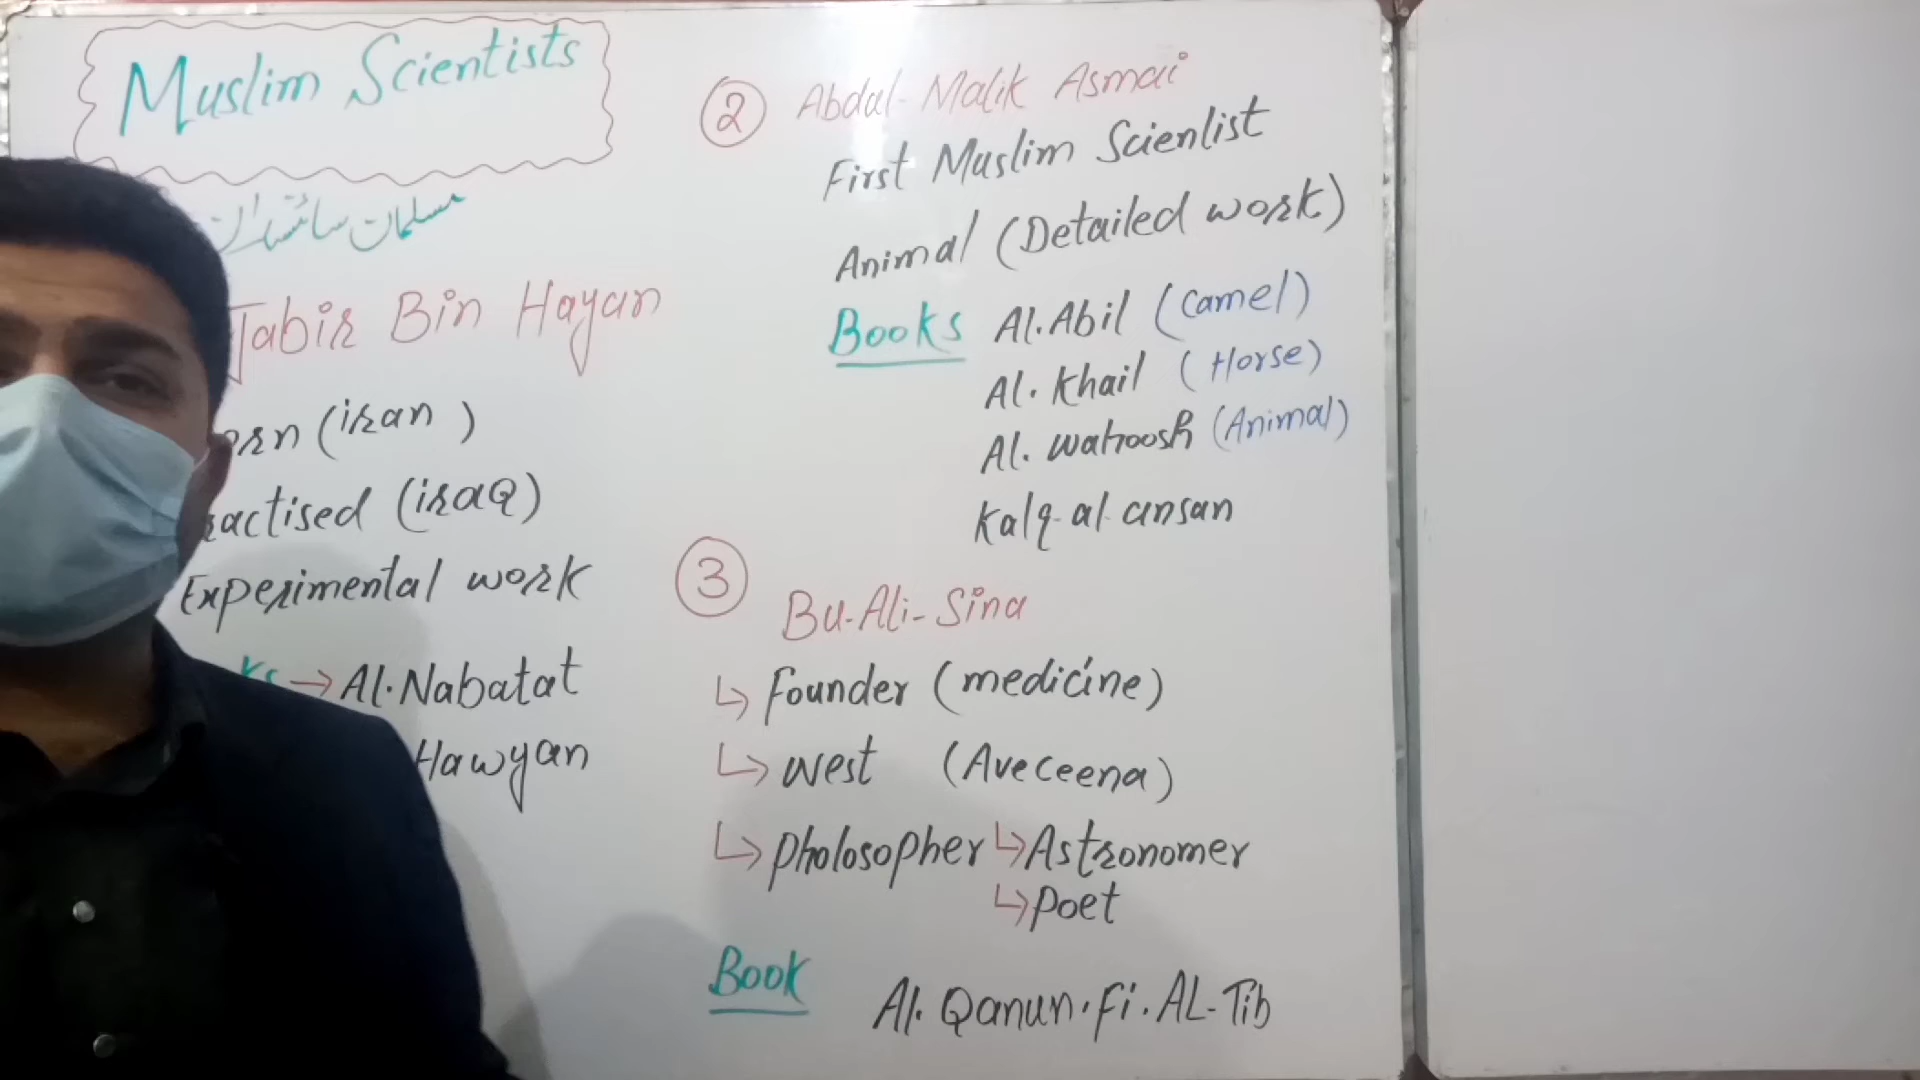 Muslim Scientists
مسلمان سائنسدان
Jabir Bin Hayan
(iran)
(iraq)
Experimental work
→ Al.Nabatat
Hawyan
② Abdul-Malik Asmai
First Muslim Scienlist
Animal (Detailed work)
Books Al.Abil (Camel)
Al.Khail (Horse)
Al.wahoosh (Animal)
Kalq-al-ansan
③ Bu-Ali-Sina
↳ Founder (medicine)
↳ west (Aveceena)
↳ Pholosopher ↳ Astronomer
↳ Poet
Book Al.Qanun.Fi.AL-Tib